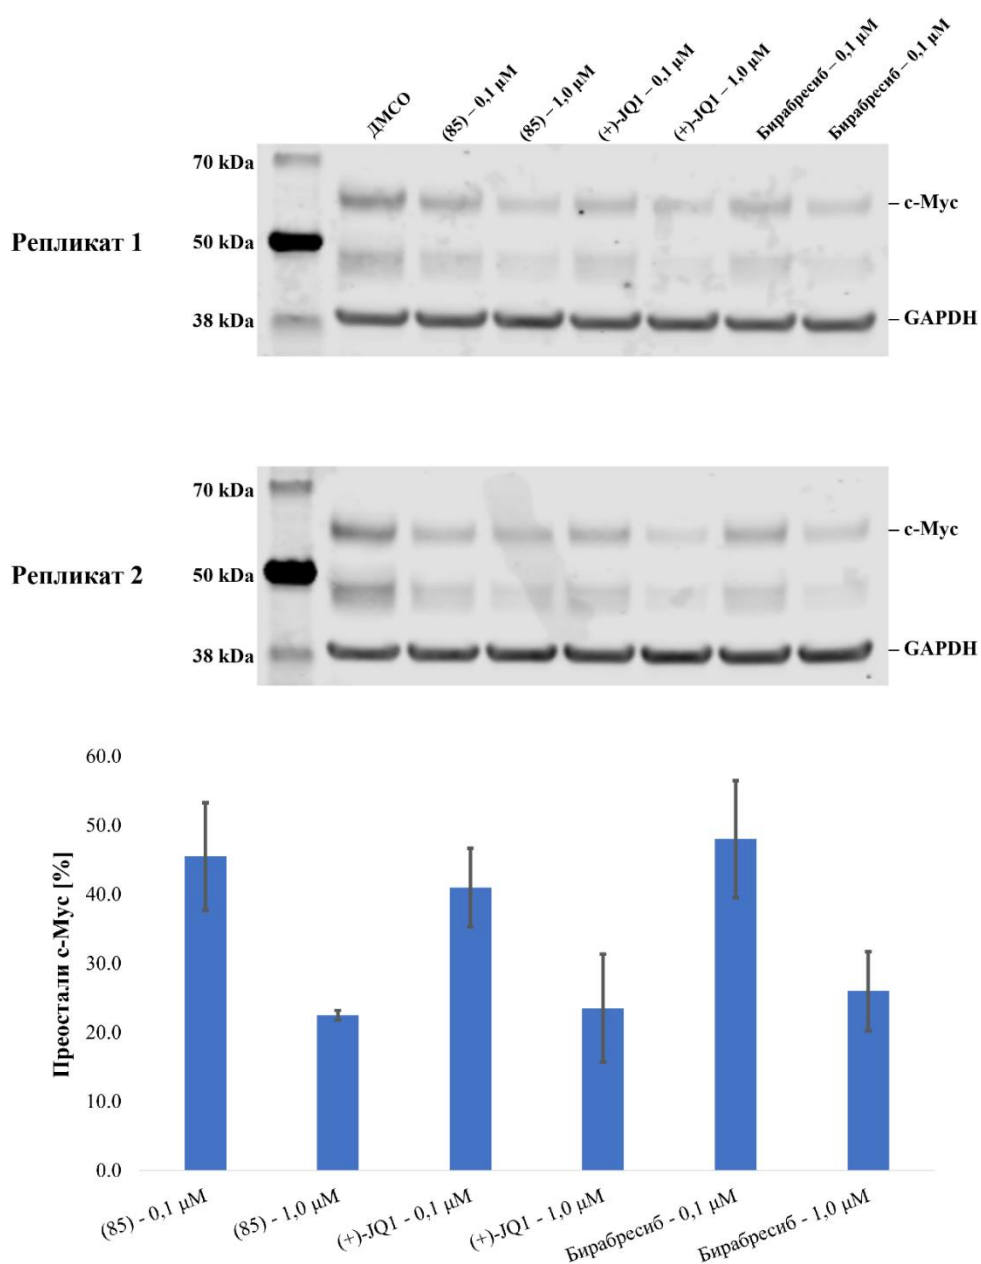 ДМСО
(85) – 0,1 µM
(85) – 1,0 µM
(+)-JQ1 – 0,1 µM
(+)-JQ1 – 1,0 µM
Бирабресиб – 0,1 µM
Бирабресиб – 0,1 µM
70 kDa
– c-Myc
Репликат 1
50 kDa
38 kDa
– GAPDH
70 kDa
– c-Myc
Репликат 2
50 kDa
38 kDa
– GAPDH
Преостали c-Myc [%]
60.0
50.0
40.0
30.0
20.0
10.0
0.0
(85) - 0,1 µM
(85) - 1,0 µM
(+)-JQ1 - 0,1 µM
(+)-JQ1 - 1,0 µM
Бирабресиб - 0,1 µM
Бирабресиб - 1,0 µM